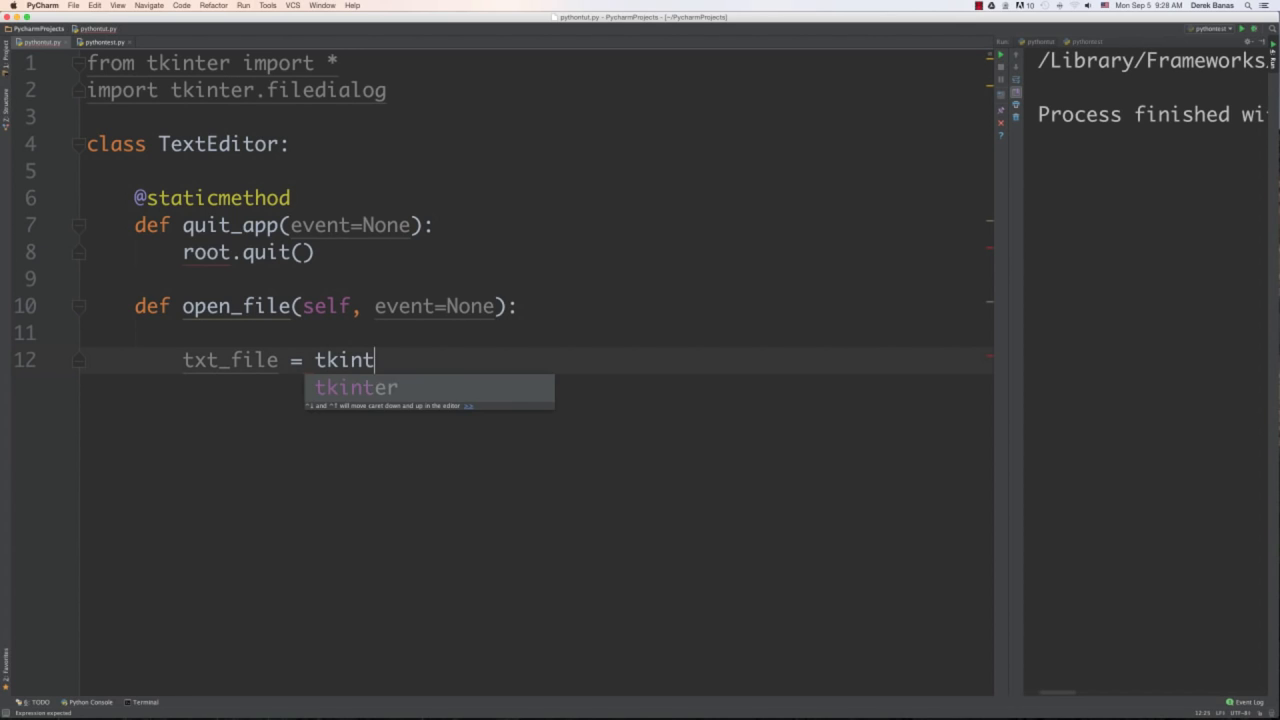 PyCharm File Edit View Navigate Code Refactor Run Tools VCS Window Help 10 Mon Sep 5 9:28 AM Derek Banas
pythontut.py - PycharmProjects - [~/PycharmProjects]
PycharmProjects pythontut.py pythontest
pythontut.py pythontest.py Run: pythontut pythontest
1 from tkinter import *
2 import tkinter.filedialog
3
4 class TextEditor:
5
6 @staticmethod
7 def quit_app(event=None):
8 root.quit()
9
10 def open_file(self, event=None):
11
12 txt_file = tkint
tkinter
^↓ and ^↑ will move caret down and up in the editor >>
/Library/Frameworks
Process finished wi
1: Project
7: Structure
2: Favorites
Run
6: TODO Python Console Terminal Event Log
Expression expected 12:25 LF÷ UTF-8÷